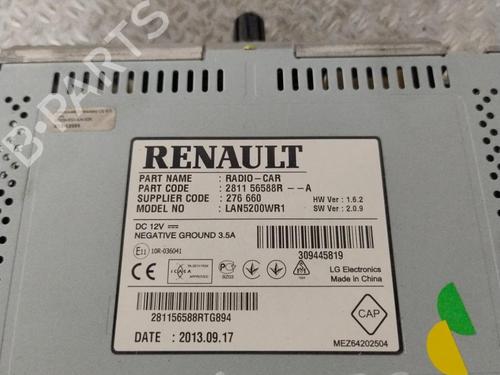 B-PARTS
RENAULT
PART NAME : RADIO-CAR
PART CODE : 2811 56588R --A
SUPPLIER CODE : 276 660
HW Ver : 1.6.2
MODEL NO : LAN5200WR1
SW Ver : 2.0.9
DC 12V
NEGATIVE GROUND 3.5A
E11 10R-036041
309445819
ICASA
APPROVED
LG Electronics
Made in China
281156588RTG894
CAP
DATE : 2013.09.17
MEZ64202504